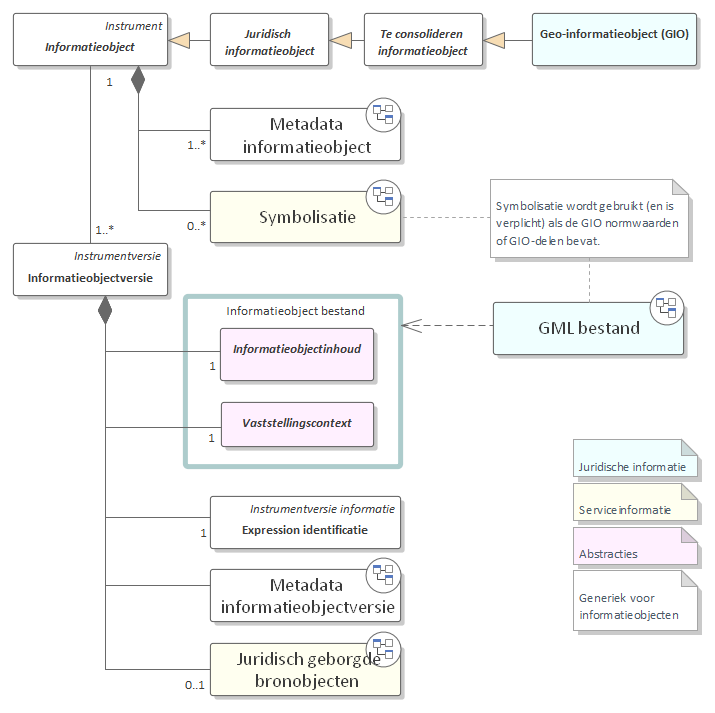 Instrument
Informatieobject
Juridisch
informatieobject
Te consolideren
informatieobject
Geo-informatieobject (GIO)
1
Metadata
informatieobject
1..*
Symbolisatie
0..*
Symbolisatie wordt gebruikt (en is
verplicht) als de GIO normwaarden
of GIO-delen bevat.
1..*
Instrumentversie
Informatieobjectversie
Informatieobject bestand
Informatieobjectinhoud
1
GML bestand
Vaststellingscontext
1
Juridische informatie
Serviceinformatie
Abstracties
Generiek voor
informatieobjecten
Instrumentversie informatie
Expression identificatie
1
Metadata
informatieobjectversie
Juridisch geborgde
bronobjecten
0..1